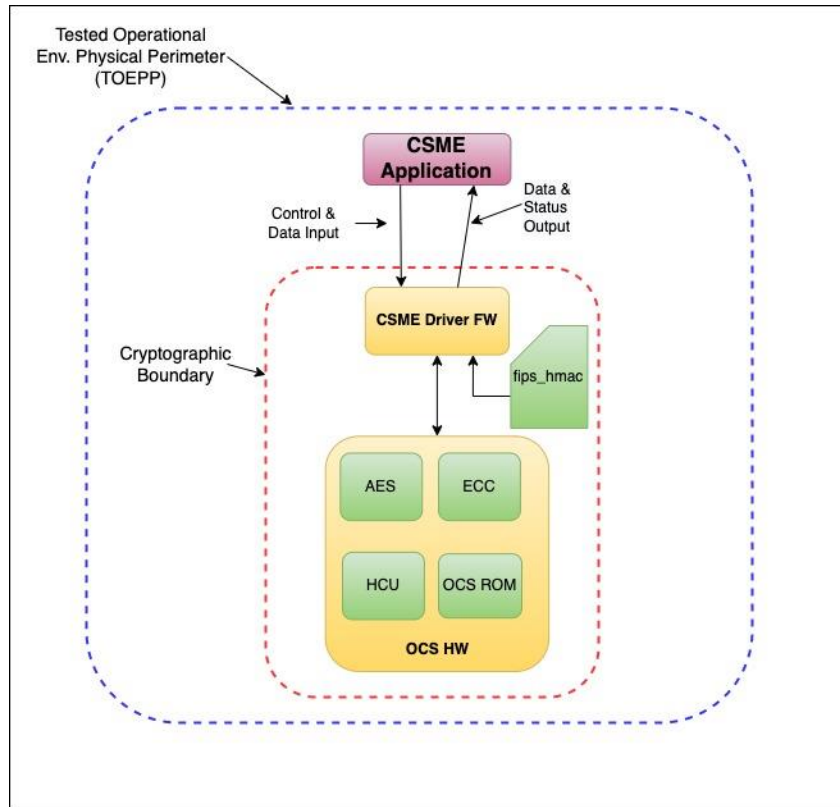 Tested Operational
Env. Physical Perimeter
(TOEPP)
CSME
Application
Control &
Data Input
Data &
Status
Output
CSME Driver FW
Cryptographic
Boundary
fips_hmac
AES
ECC
HCU
OCS ROM
OCS HW